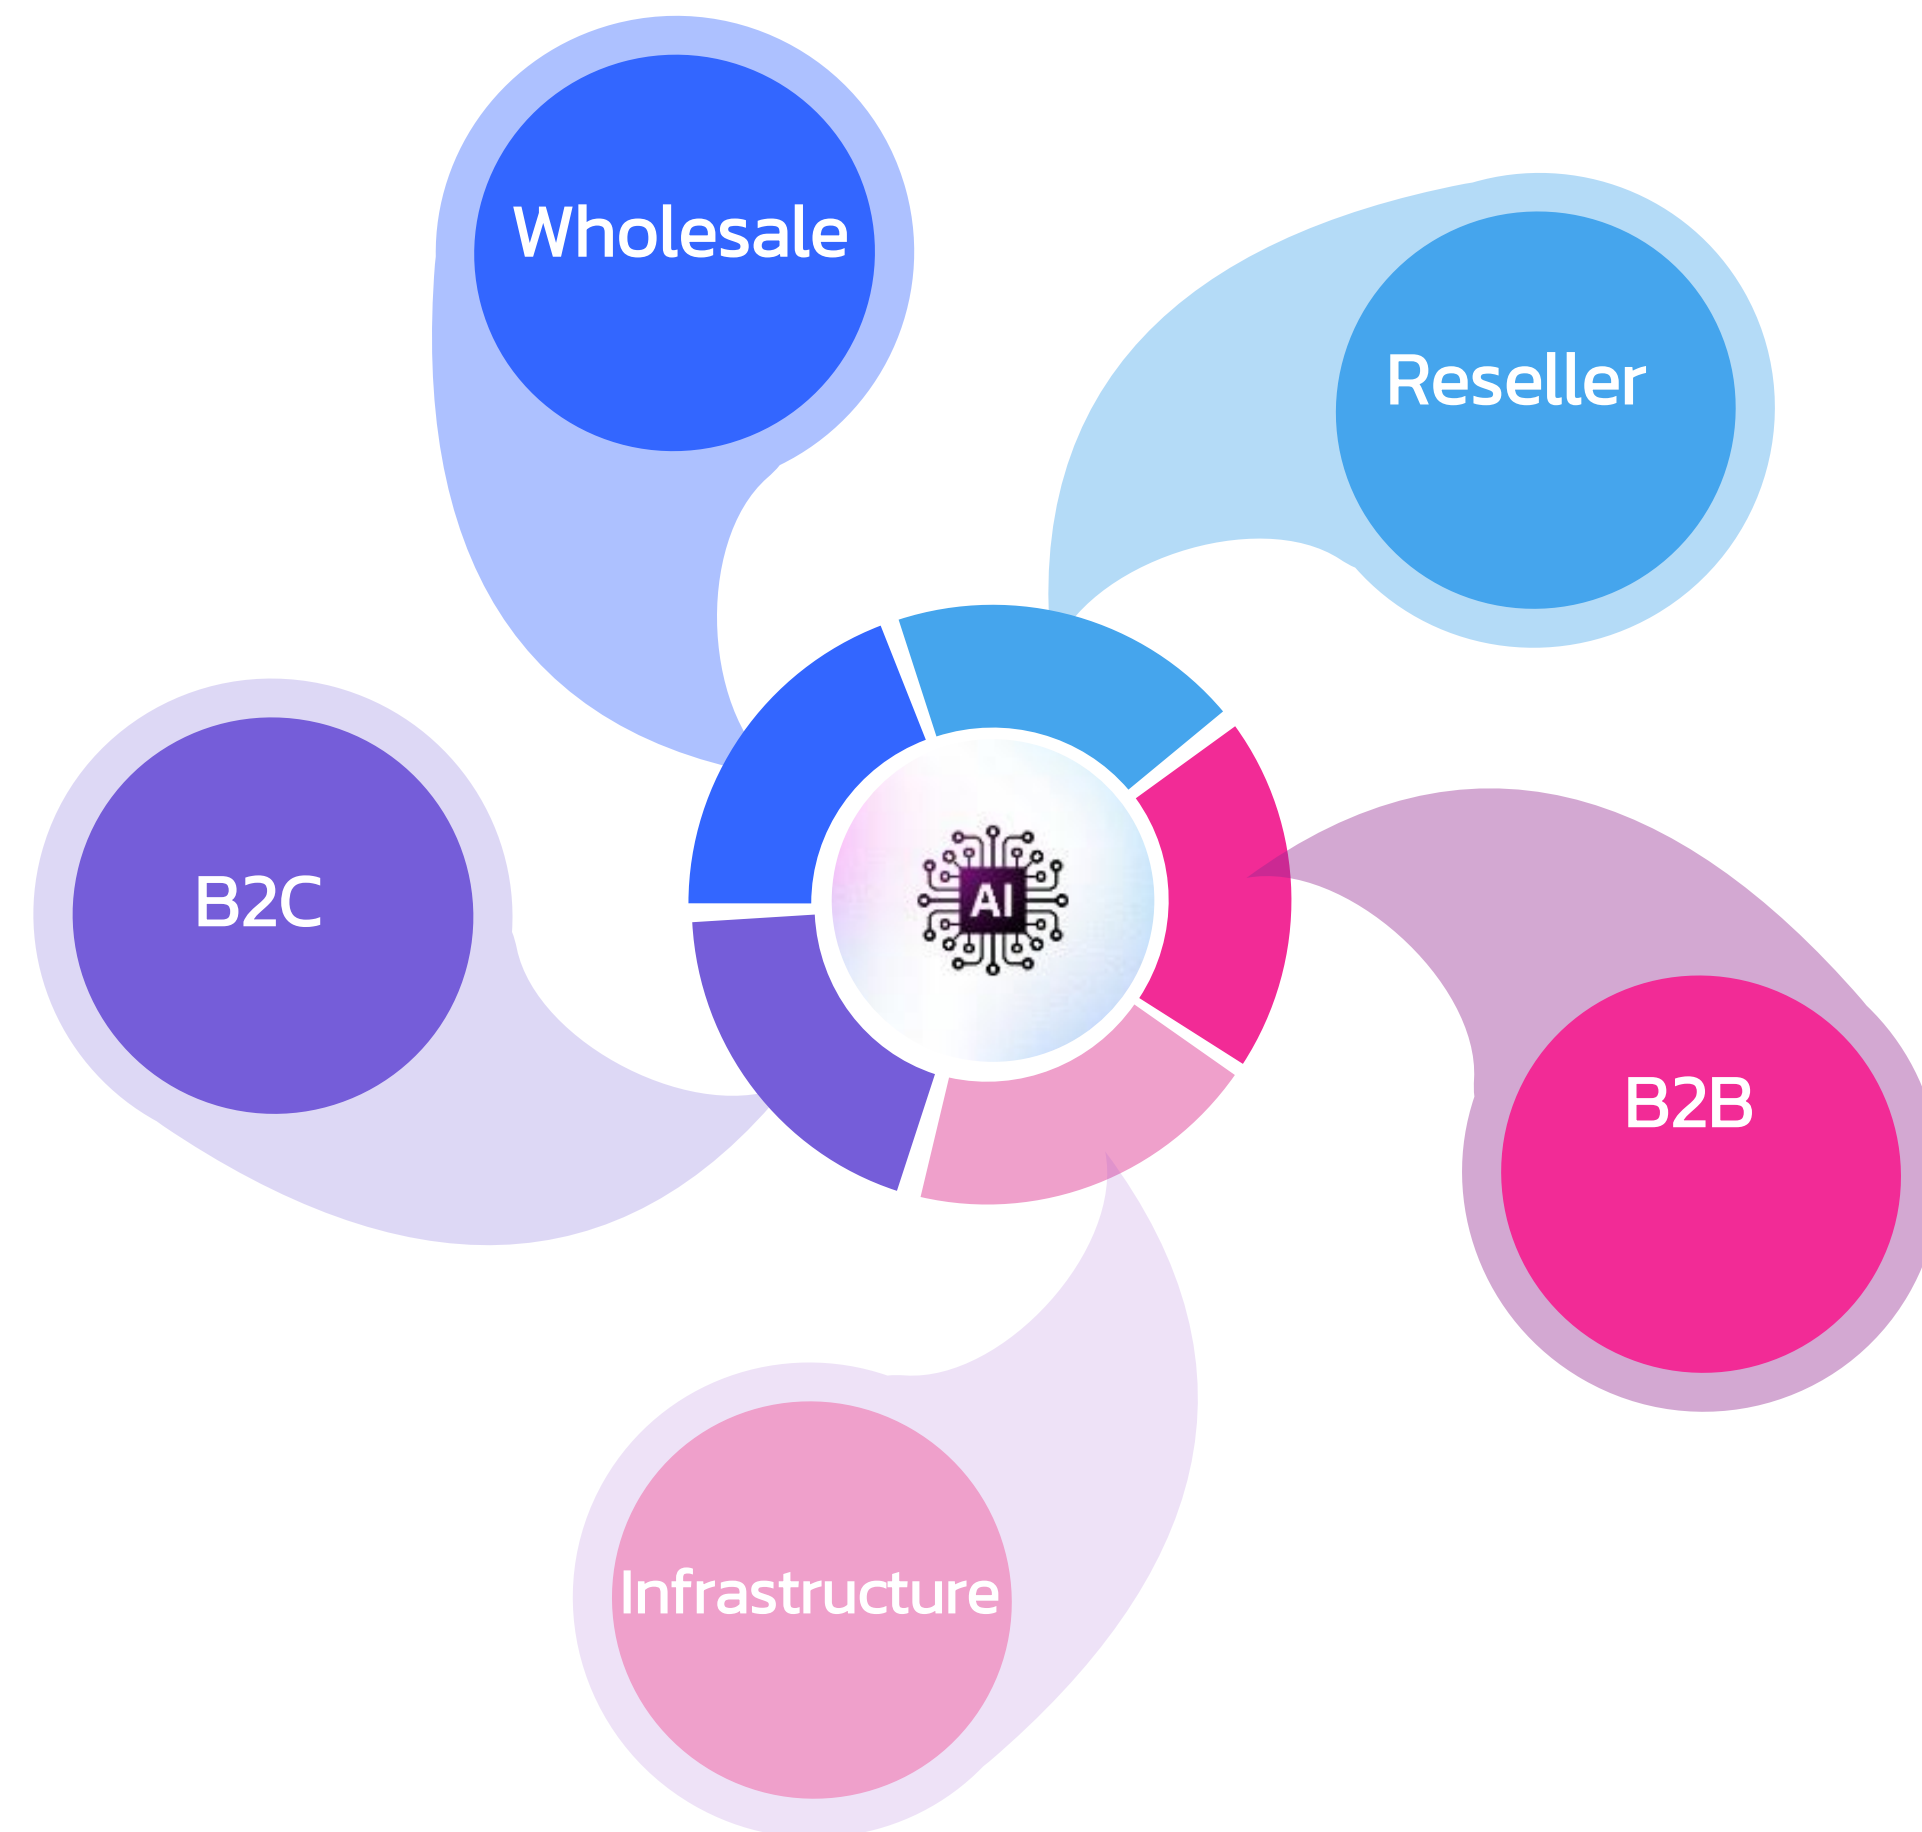 Wholesale
Reseller
B2C
AI
B2B
Infrastructure